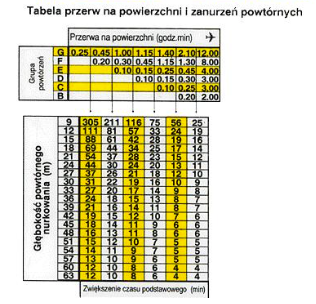 Tabela przerw na powierzchni i zanurzeń powtórnych
Przerwa na powierzchni (godz.min)
Grupa powtórzeń
G 0.25 0.45 1.00 1.15 1.40 2.10 12.00
F 0.20 0.30 0.45 1.15 1.30 8.00
E 0.10 0.15 0.25 0.45 4.00
D 0.10 0.15 0.30 3.00
C 0.10 0.25 3.00
B 0.20 2.00
Głębokość powtórnego nurkowania (m)
9 305 211 116 75 56 25
12 111 81 57 33 24 19
15 88 61 42 28 19 16
18 69 44 34 25 17 14
21 54 37 28 23 15 12
24 44 30 24 20 13 11
27 37 26 21 18 12 10
30 31 22 19 16 10 9
33 27 20 17 14 9 8
36 24 18 15 13 8 7
39 21 16 14 11 8 7
42 19 15 12 10 7 6
45 18 14 11 9 6 6
48 16 13 11 8 6 6
51 15 12 10 7 5 5
54 14 11 9 7 5 5
57 13 10 9 6 5 5
60 12 10 8 6 4 4
63 12 10 8 6 4 4
Zwiększenie czasu podstawowego (min)